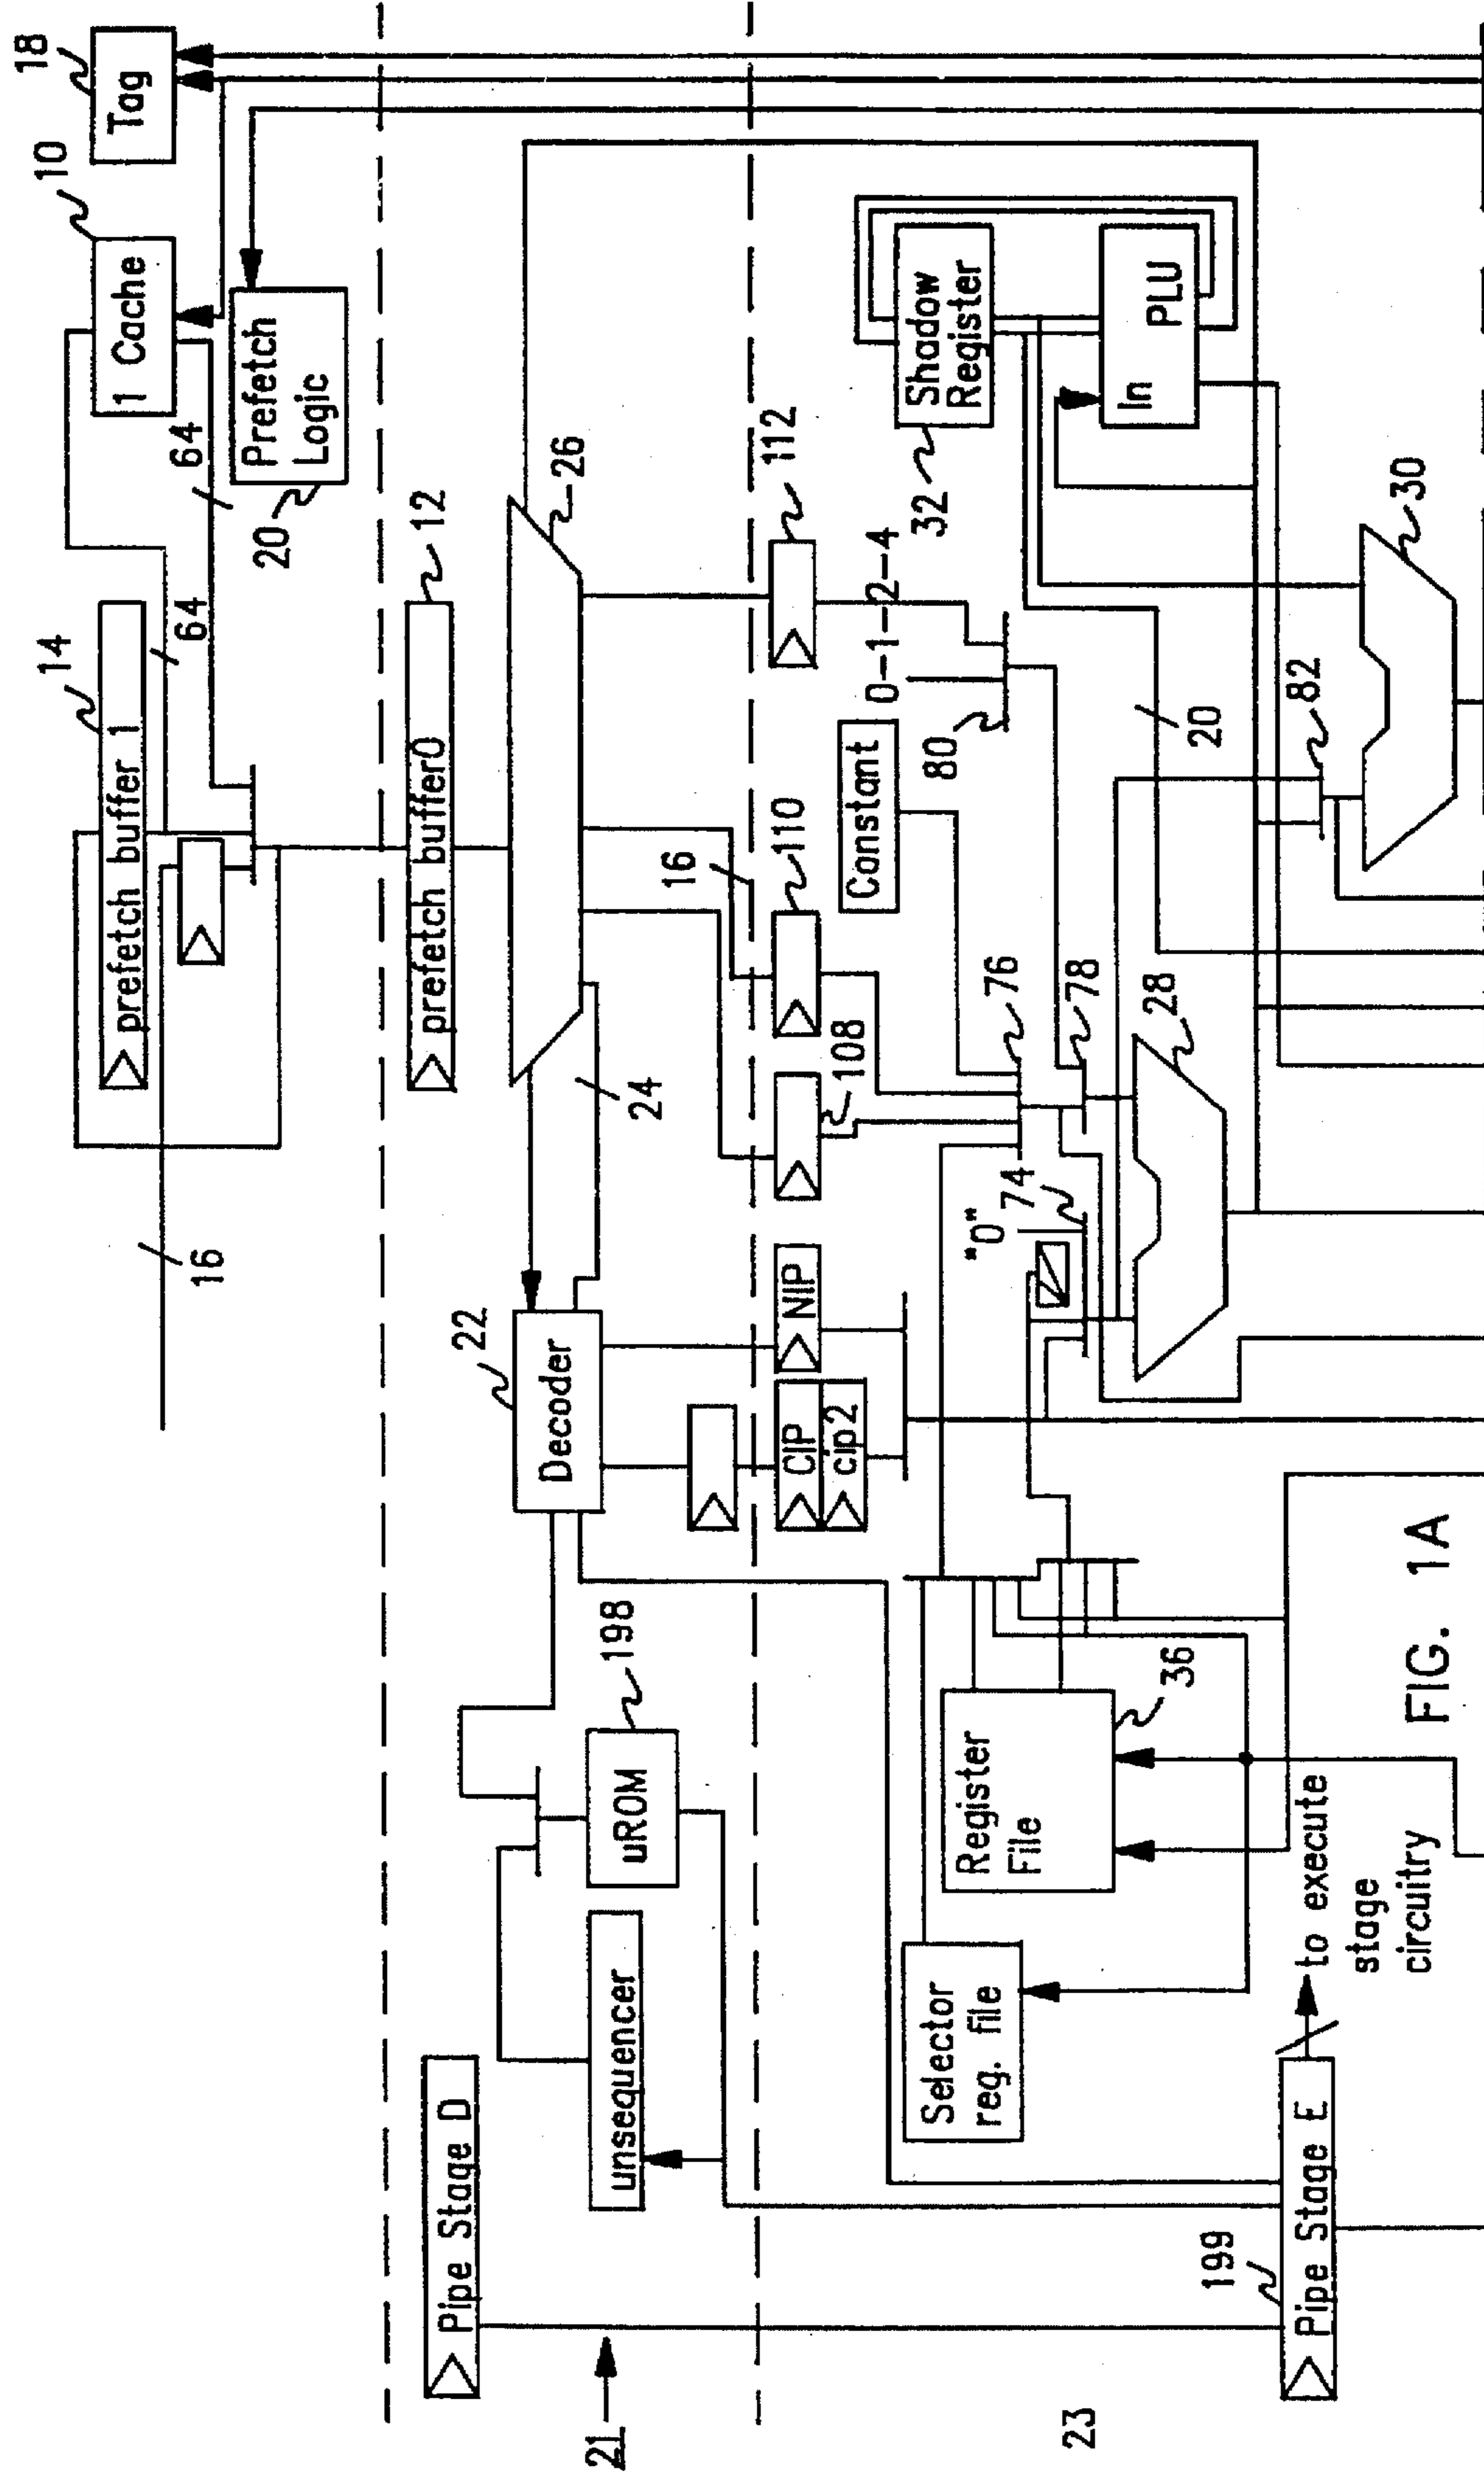 18
Tag
10
1 Cache
Prefetch
Logic
20
64
64
14
prefetch buffer 1
16
12
prefetch buffer0
26
24
22
Decoder
198
uROM
unsequencer
Pipe Stage D
21
112
0-1-2-4
80
Constant
16
110
108
NIP
CIP
cip2
Shadow
Register
32
In
PLU
20
30
82
76
78
28
74
"0"
36
Register
File
Selector
reg. file
to execute
stage
circuitry
199
Pipe Stage E
23
FIG. 1A